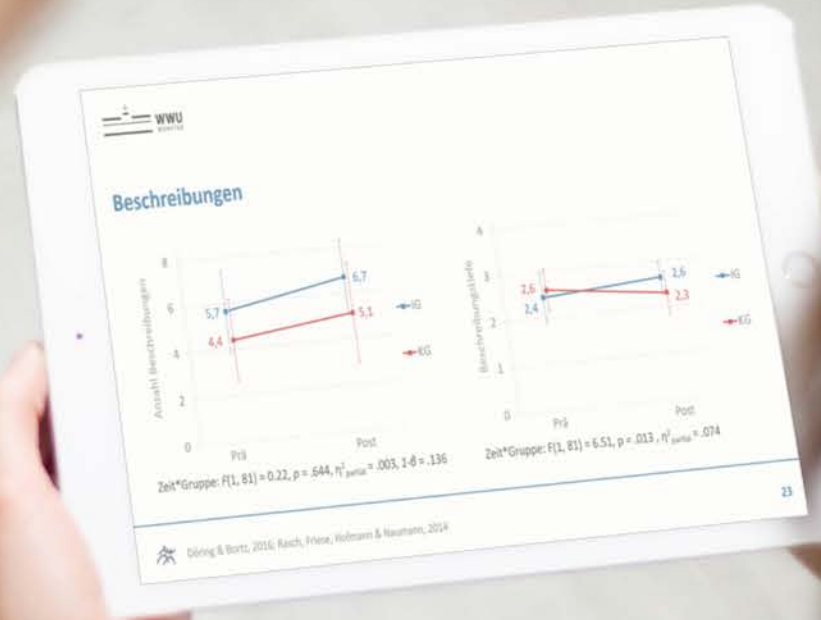 WWU
MÜNSTER
Beschreibungen
Anzahl Beschreibungen
8
6
4
2
0
5,7
6,7
4,4
5,1
IG
KG
Prä
Post
Zeit*Gruppe: F(1, 81) = 0.22, p = .644, η²partial = .003, 1-β = .136
Beschreibungstiefe
4
3
2
1
0
2,6
2,4
2,6
2,3
IG
KG
Prä
Post
Zeit*Gruppe: F(1, 81) = 6.51, p = .013 , η²partial = .074
23
Döring & Bortz, 2016; Rasch, Friese, Hofmann & Naumann, 2014